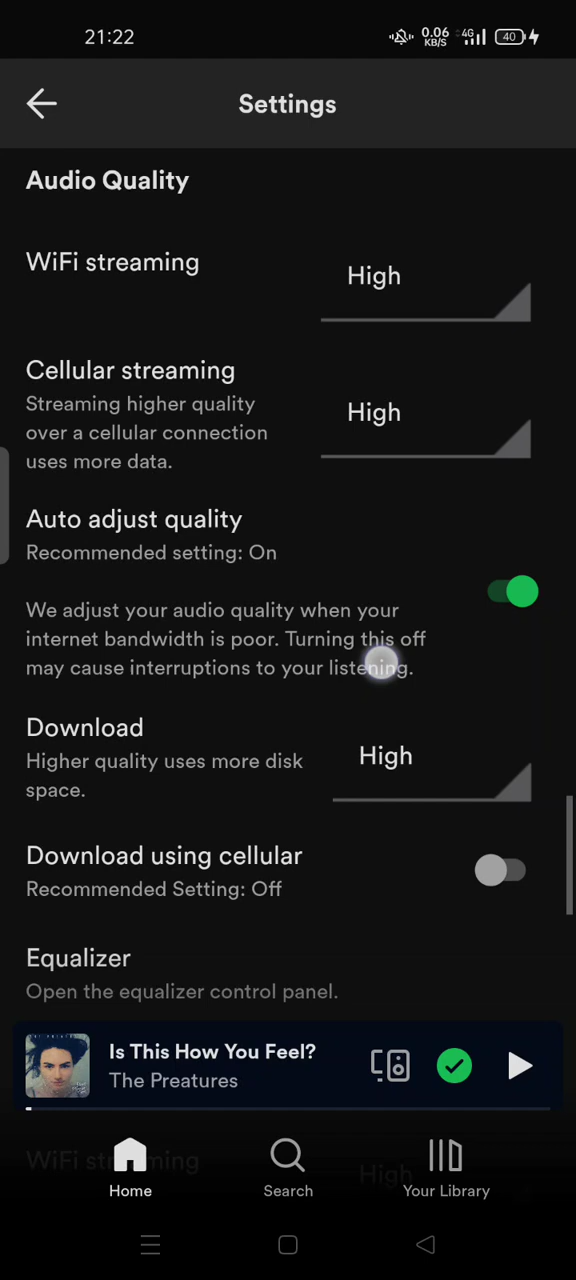 21:22
0.06
KB/S
4G
40
Settings
Audio Quality
WiFi streaming
High
Cellular streaming
Streaming higher quality
over a cellular connection
uses more data.
High
Auto adjust quality
Recommended setting: On
We adjust your audio quality when your
internet bandwidth is poor. Turning this off
may cause interruptions to your listening.
Download
Higher quality uses more disk
space.
High
Download using cellular
Recommended Setting: Off
Equalizer
Open the equalizer control panel.
Is This How You Feel?
The Preatures
WiFi streaming
High
Home
Search
Your Library